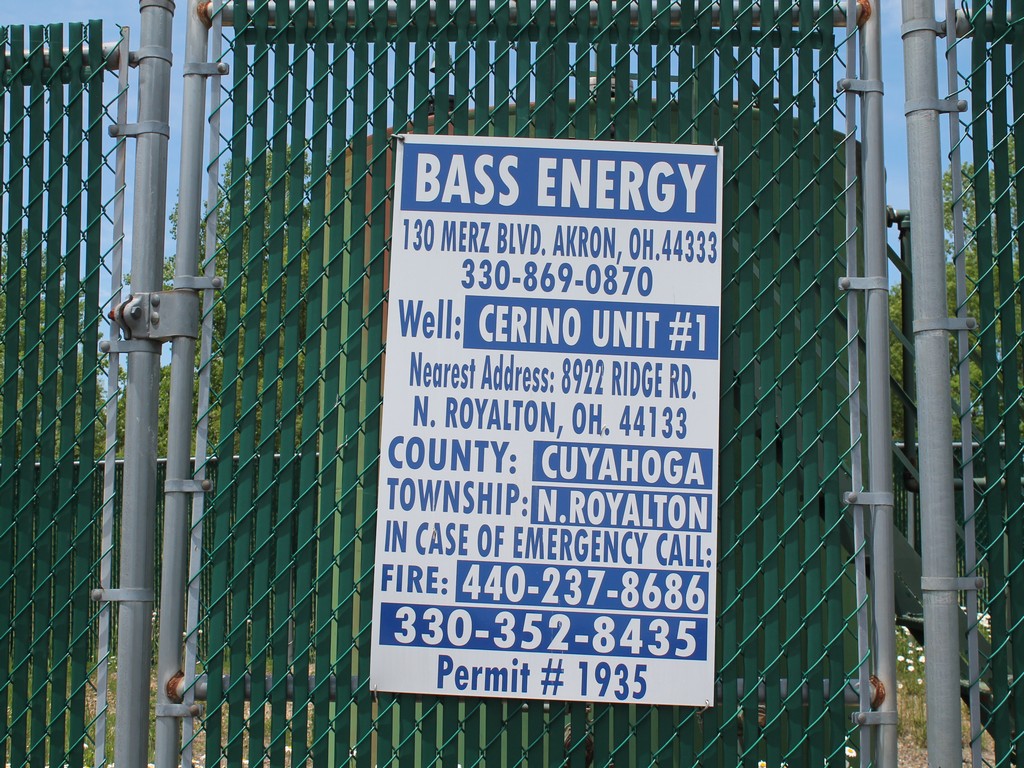 BASS ENERGY
130 MERZ BLVD. AKRON, OH.44333
330-869-0870
Well: CERINO UNIT #1
Nearest Address: 8922 RIDGE RD.
N. ROYALTON, OH. 44133
COUNTY: CUYAHOGA
TOWNSHIP: N.ROYALTON
IN CASE OF EMERGENCY CALL:
FIRE: 440-237-8686
330-352-8435
Permit # 1935